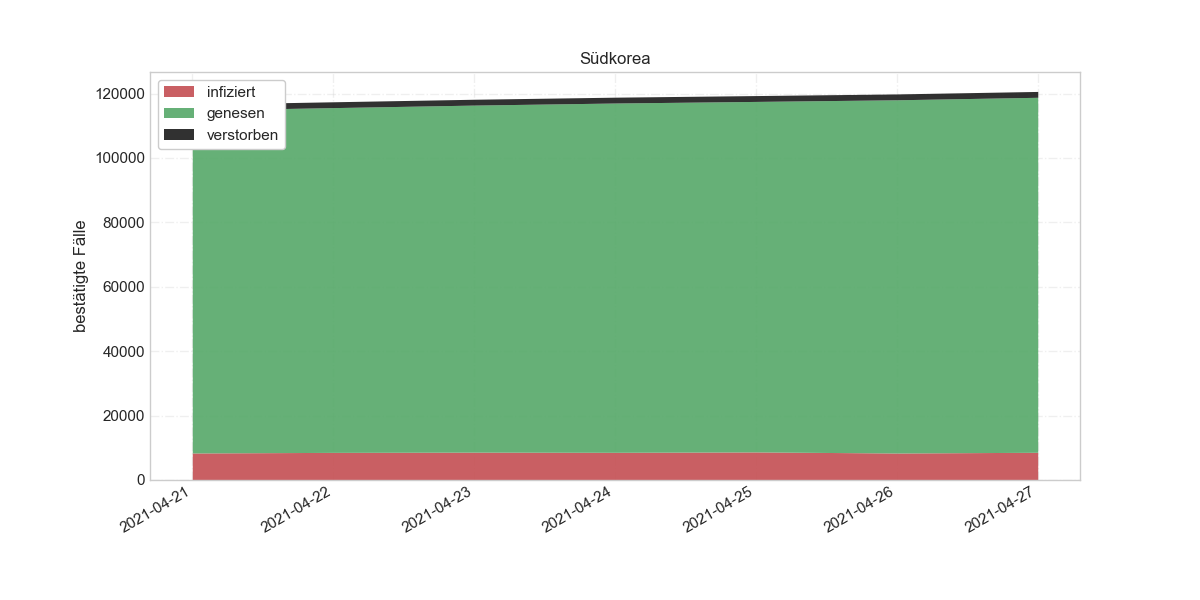 Südkorea
infiziert
genesen
verstorben
bestätigte Fälle
120000
100000
80000
60000
40000
20000
0
2021-04-21
2021-04-22
2021-04-23
2021-04-24
2021-04-25
2021-04-26
2021-04-27